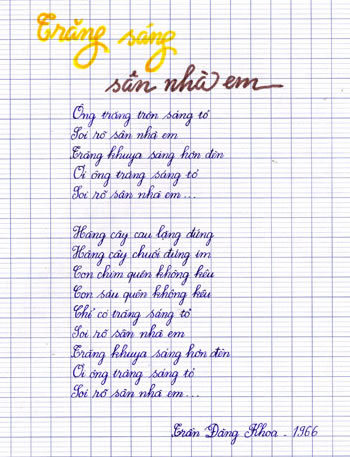 Trăng sáng
sân nhà em
Ông trăng tròn sáng tỏ
Soi rõ sân nhà em
Trăng khuya sáng hơn đèn
Ơi ông trăng sáng tỏ
Soi rõ sân nhà em...
Hàng cây cau lặng đứng
Hàng cây chuối đứng im
Con chim quên không kêu
Con sâu quên không kêu
Chỉ có trăng sáng tỏ
Soi rõ sân nhà em
Trăng khuya sáng hơn đèn
Ơi ông trăng sáng tỏ
Soi rõ sân nhà em...
Trần Đăng Khoa - 1966